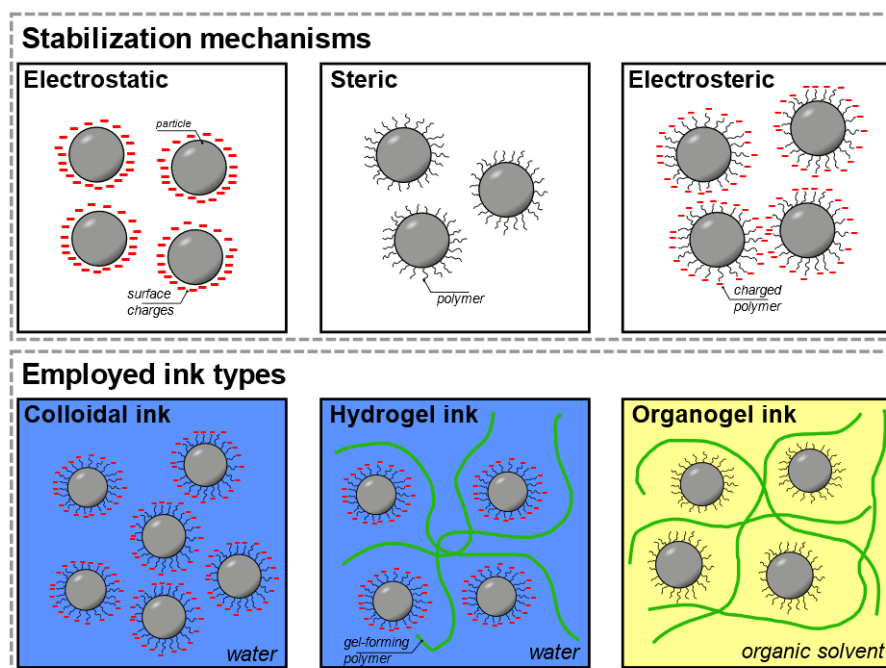 Stabilization mechanisms
Electrostatic
particle
surface
charges
Steric
polymer
Electrosteric
charged
polymer
Employed ink types
Colloidal ink
water
Hydrogel ink
gel-forming
polymer
water
Organogel ink
organic solvent